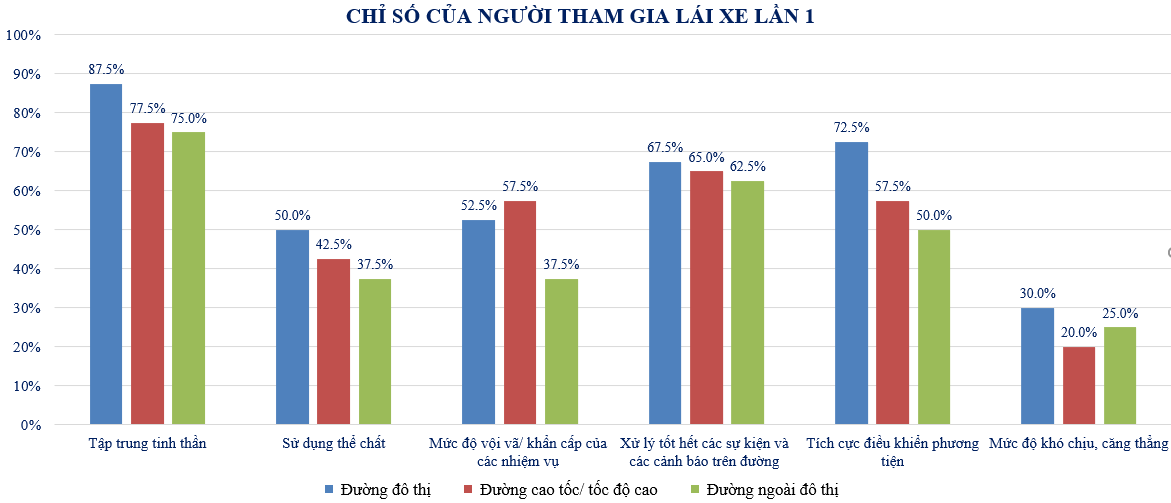 CHỈ SỐ CỦA NGƯỜI THAM GIA LÁI XE LẦN 1
100%
90%
80%
70%
60%
50%
40%
30%
20%
10%
0%
87.5%
77.5%
75.0%
50.0%
42.5%
37.5%
52.5%
57.5%
37.5%
67.5%
65.0%
62.5%
72.5%
57.5%
50.0%
30.0%
20.0%
25.0%
Tập trung tinh thần
Sử dụng thể chất
Mức độ vội vã/ khẩn cấp của
các nhiệm vụ
Xử lý tốt hết các sự kiện và
các cảnh báo trên đường
Tích cực điều khiển phương
tiện
Mức độ khó chịu, căng thẳng
Đường đô thị
Đường cao tốc/ tốc độ cao
Đường ngoài đô thị